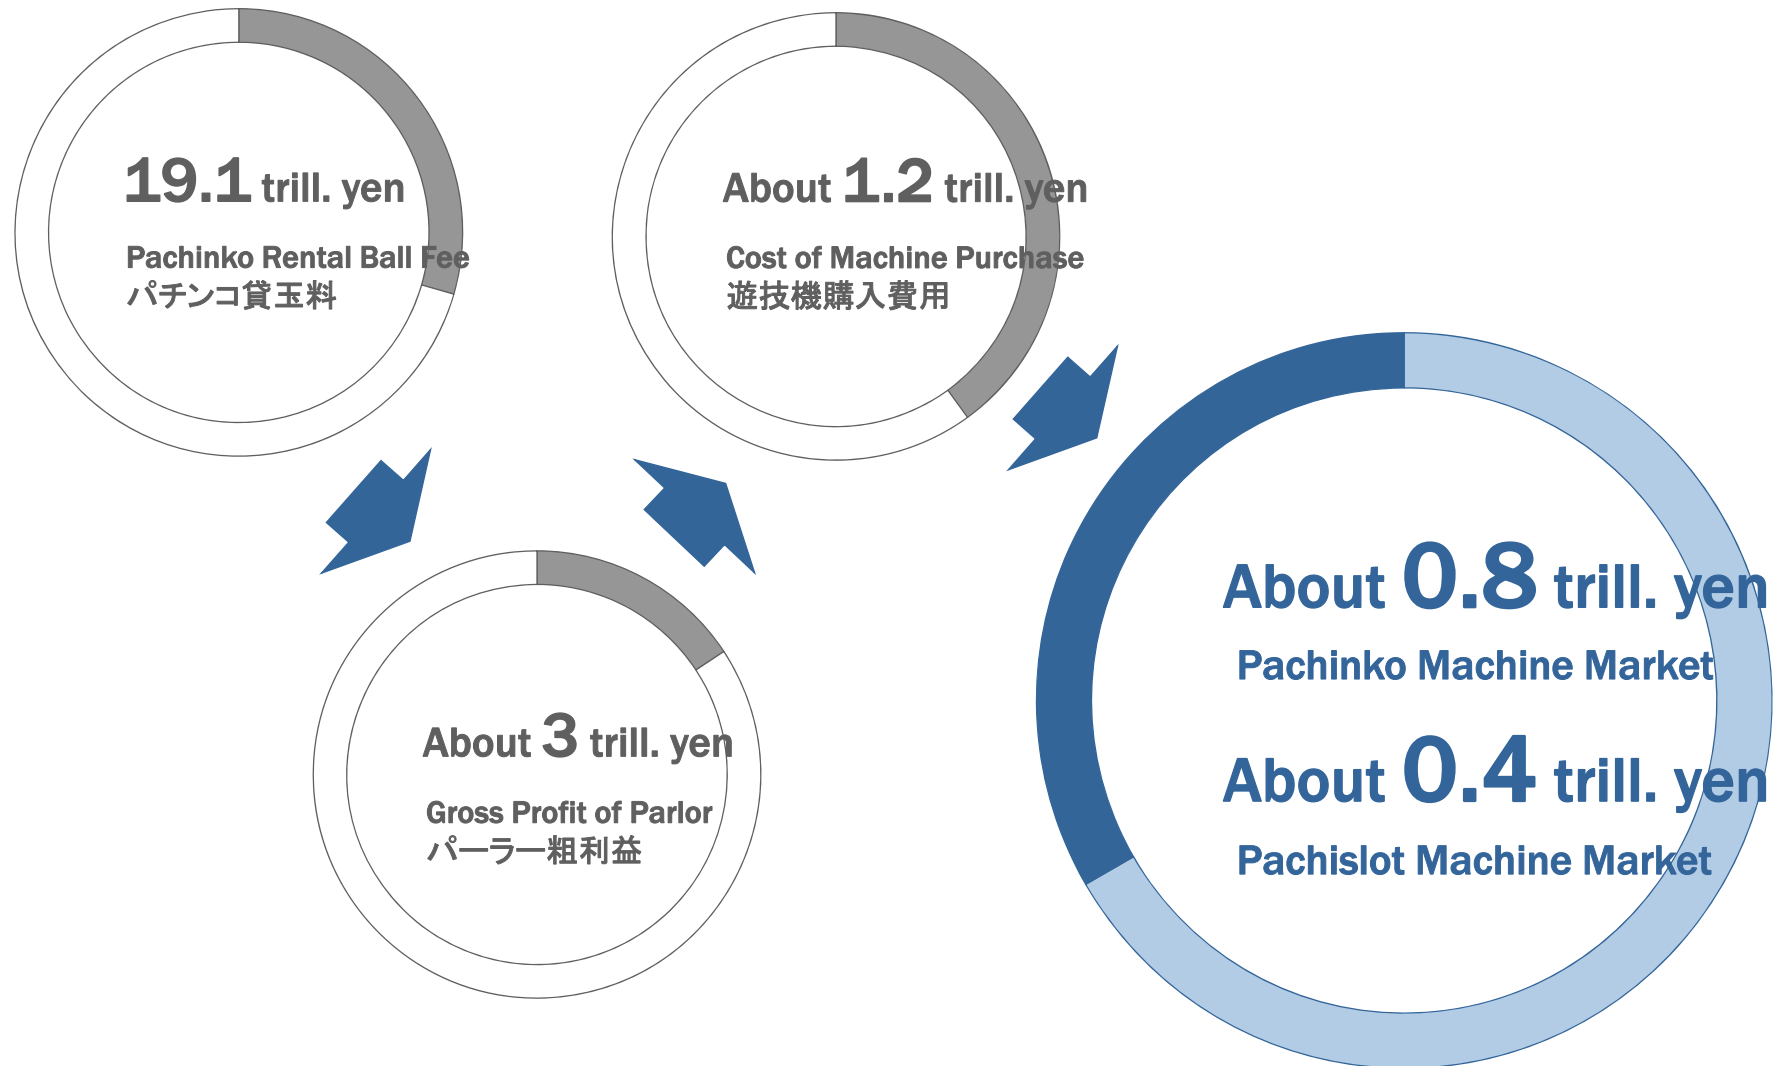 19.1 trill. yen
Pachinko Rental Ball Fee
パチンコ貸玉料
About 3 trill. yen
Gross Profit of Parlor
パーラー粗利益
About 1.2 trill. yen
Cost of Machine Purchase
遊技機購入費用
About 0.8 trill. yen
Pachinko Machine Market
About 0.4 trill. yen
Pachislot Machine Market